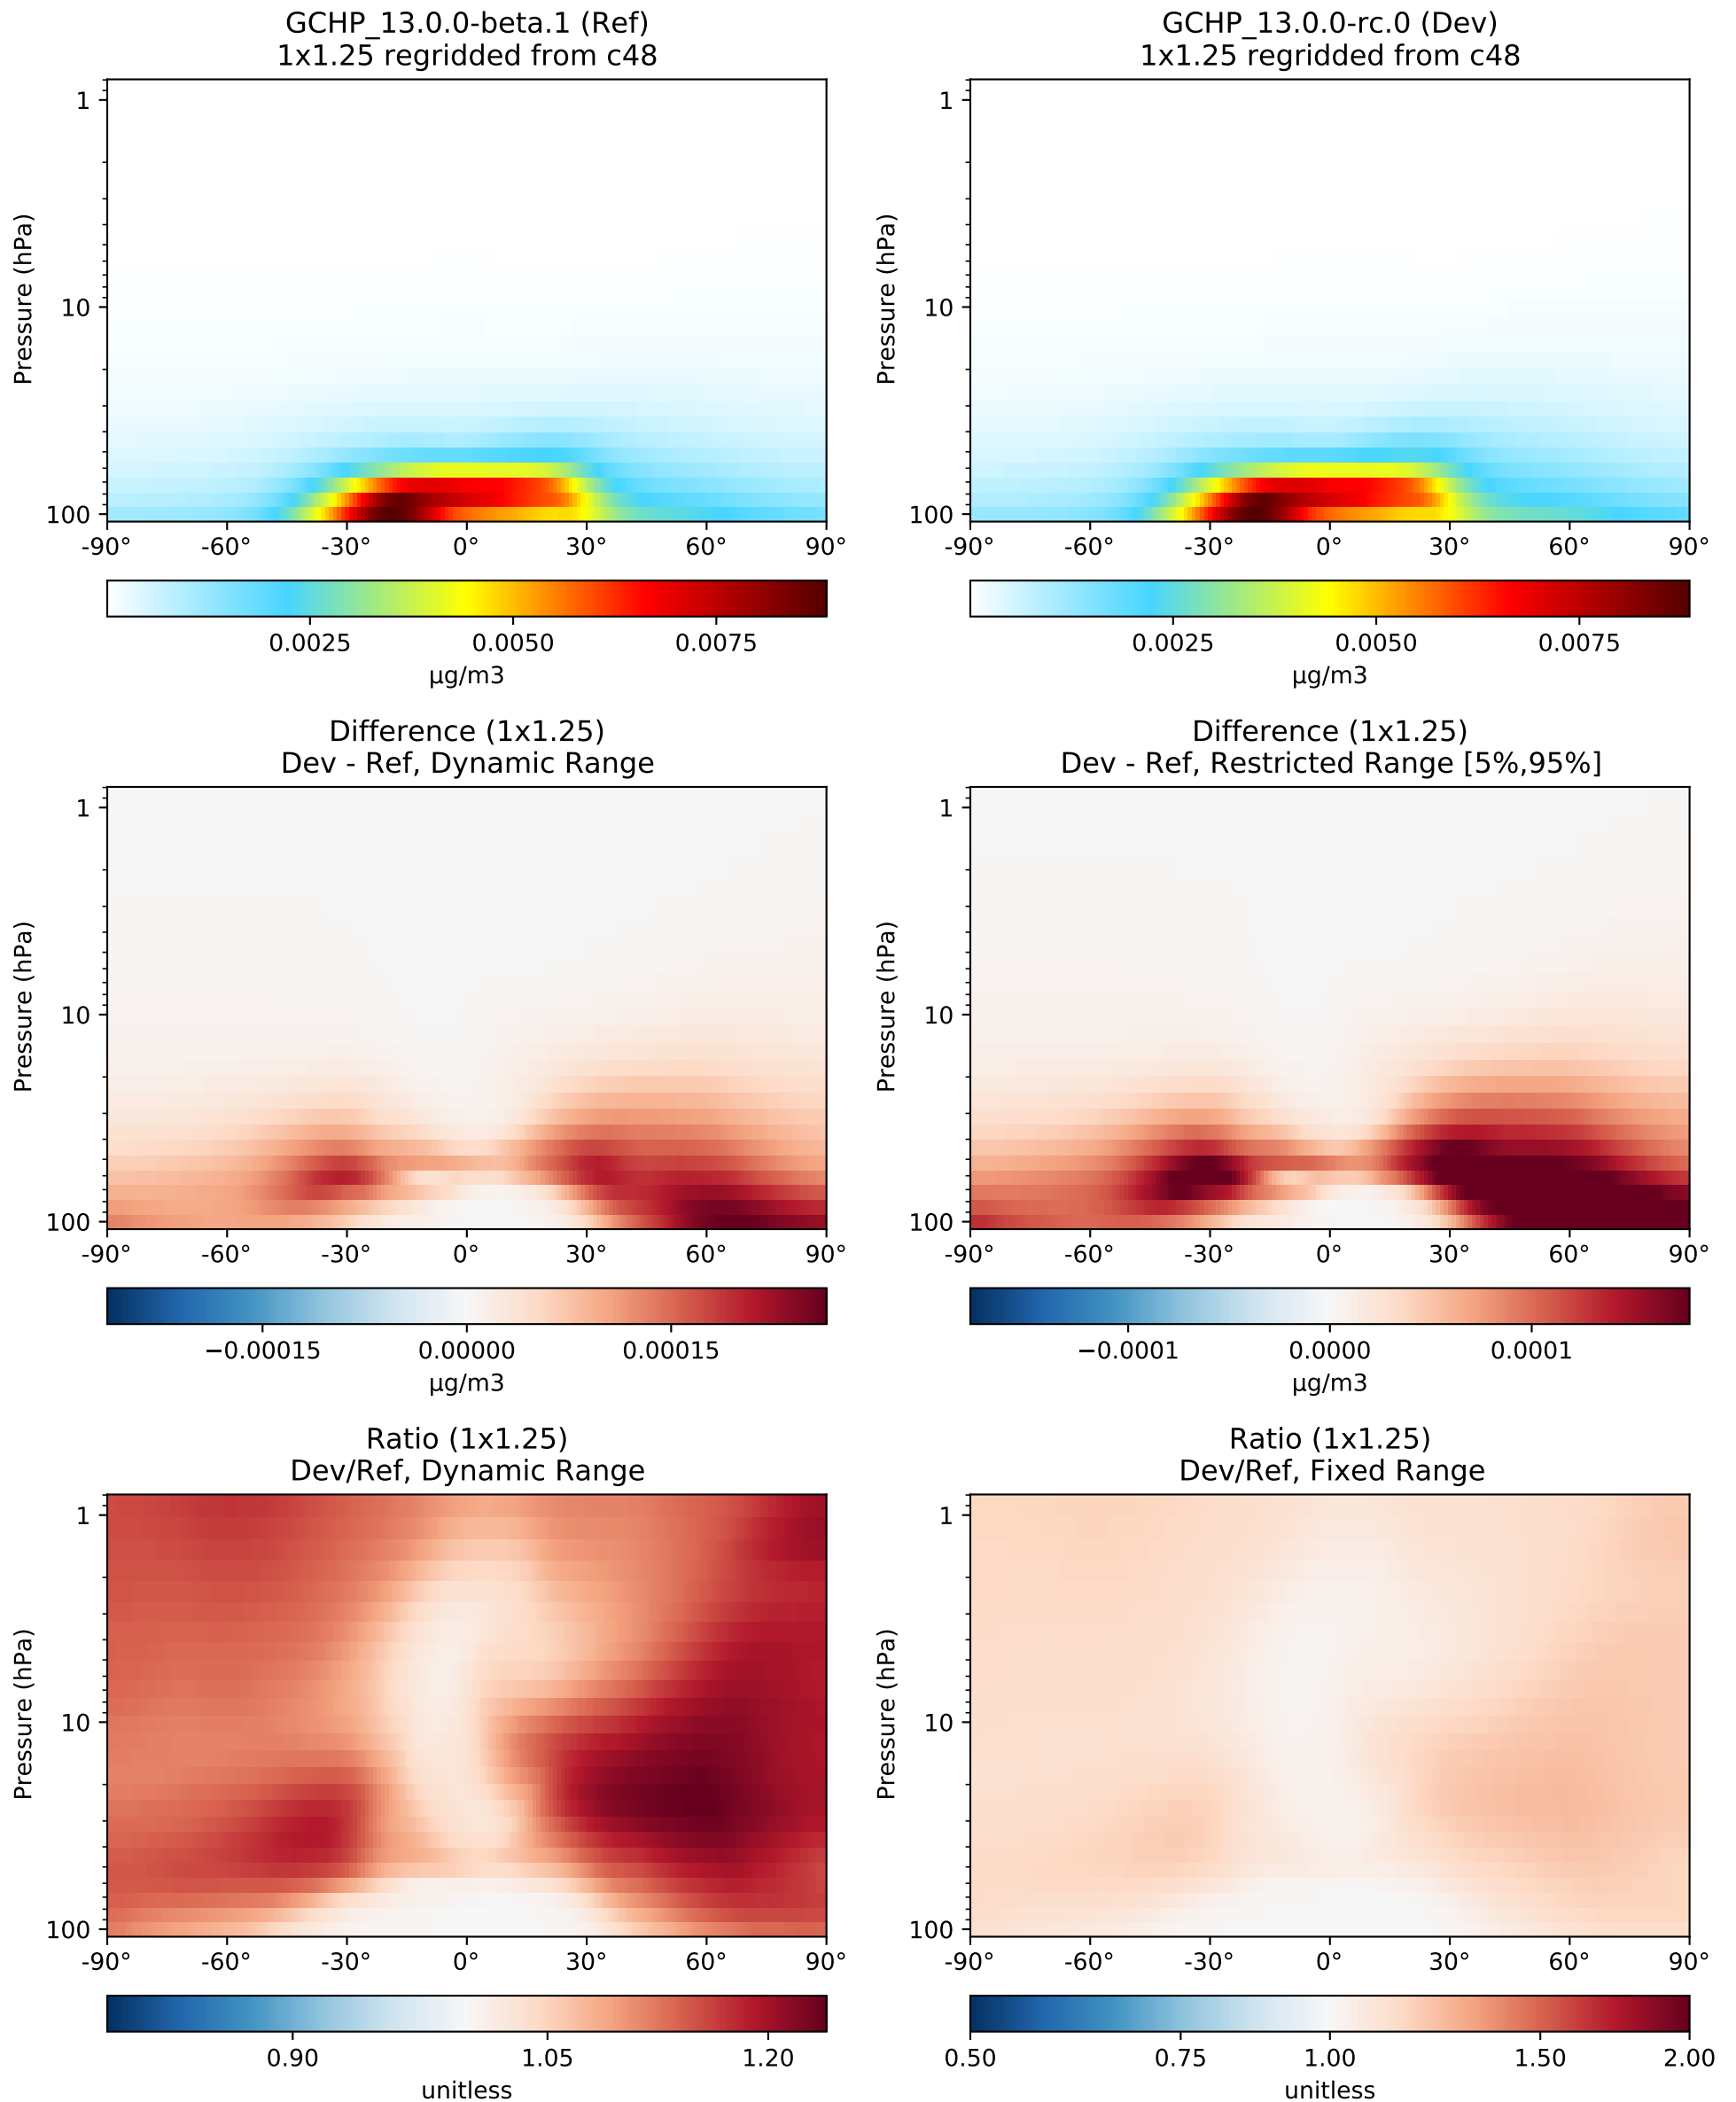 GCHP_13.0.0-beta.1 (Ref)
1x1.25 regridded from c48
GCHP_13.0.0-rc.0 (Dev)
1x1.25 regridded from c48
Pressure (hPa)
1
10
100
-90° -60° -30° 0° 30° 60° 90°
0.0025 0.0050 0.0075
µg/m3
Pressure (hPa)
1
10
100
-90° -60° -30° 0° 30° 60° 90°
0.0025 0.0050 0.0075
µg/m3
Difference (1x1.25)
Dev - Ref, Dynamic Range
Difference (1x1.25)
Dev - Ref, Restricted Range [5%,95%]
Pressure (hPa)
1
10
100
-90° -60° -30° 0° 30° 60° 90°
−0.00015 0.00000 0.00015
µg/m3
Pressure (hPa)
1
10
100
-90° -60° -30° 0° 30° 60° 90°
−0.0001 0.0000 0.0001
µg/m3
Ratio (1x1.25)
Dev/Ref, Dynamic Range
Ratio (1x1.25)
Dev/Ref, Fixed Range
Pressure (hPa)
1
10
100
-90° -60° -30° 0° 30° 60° 90°
0.90 1.05 1.20
unitless
Pressure (hPa)
1
10
100
-90° -60° -30° 0° 30° 60° 90°
0.50 0.75 1.00 1.50 2.00
unitless